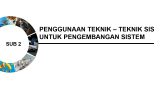 PENGGUNAAN TEKNIK – TEKNIK SIS
UNTUK PENGEMBANGAN SISTEM
SUB 2